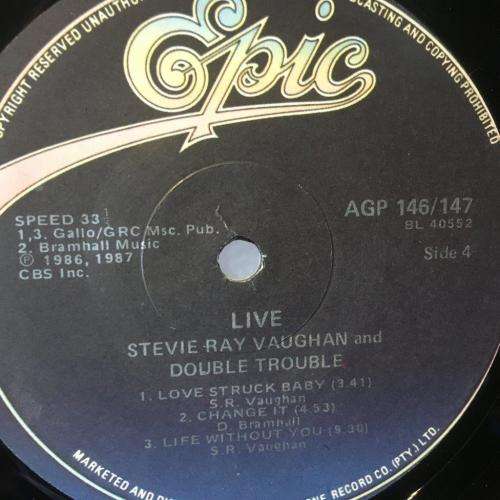 COPYRIGHT RESERVED UNAUTHOR
CASTING AND COPYING PROHIBITED
Epic
SPEED 33
1,3. Gallo/GRC Msc. Pub.
2. Bramhall Music
℗ 1986, 1987
CBS Inc.
AGP 146/147
BL 40552
Side 4
LIVE
STEVIE RAY VAUGHAN and
DOUBLE TROUBLE
1. LOVE STRUCK BABY (3.41)
S.R. Vaughan
2. CHANGE IT (4.53)
D. Bramhall
3. LIFE WITHOUT YOU (9.30)
S.R. Vaughan
MARKETED AND
ONE RECORD CO. (PTY.) LTD.